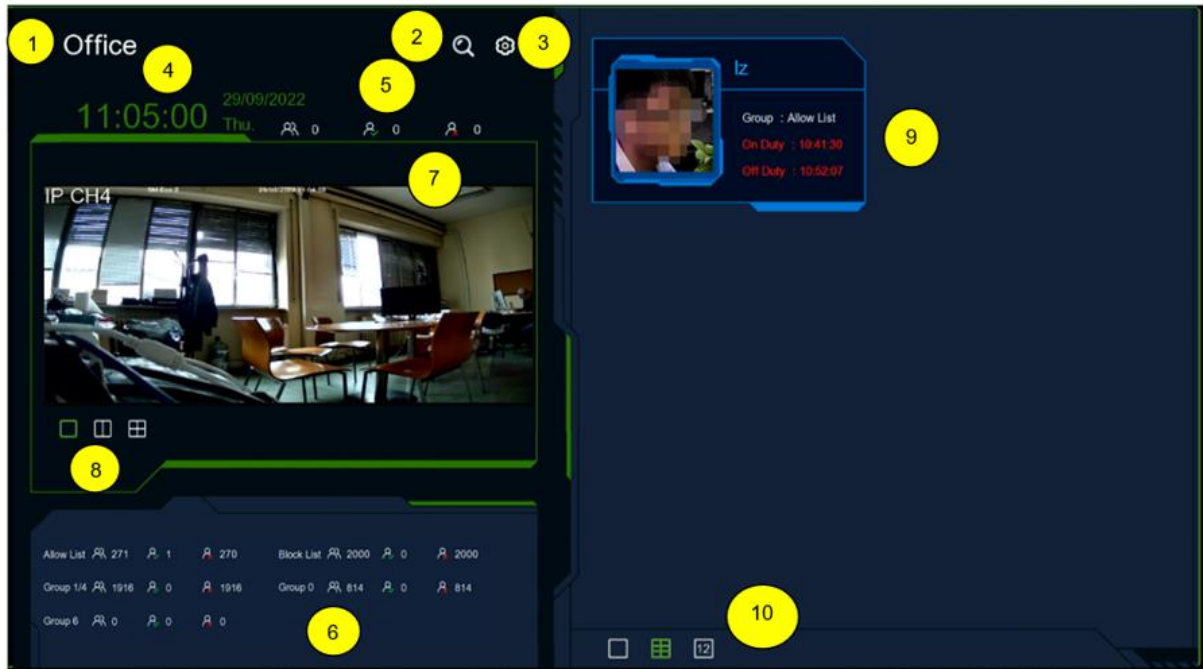 1 Office 2 3
4 5
29/09/2022
11:05:00 Thu. 0 0 0
7
IP CH4
8
Allow List 271 1 270 Block List 2000 0 2000
Group 1/4 1916 0 1916 Group 0 814 0 814
Group 6 0 0 0
6
Iz
Group : Allow List
On Duty : 10:41:30
Off Duty : 10:52:07
9
10
12